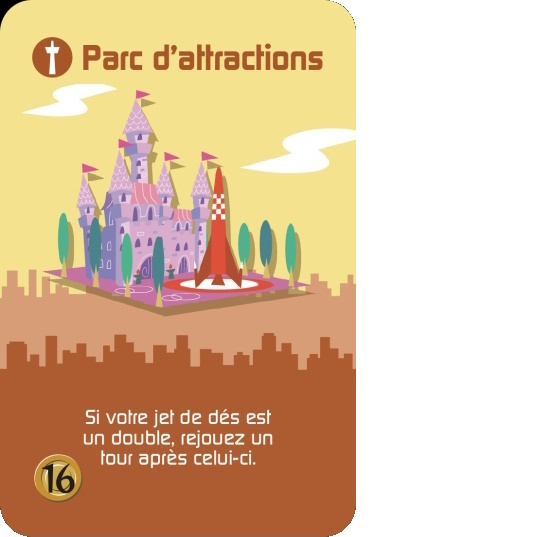 Parc d'attractions
Si votre jet de dés est
un double, rejouez un
tour après celui-ci.
16